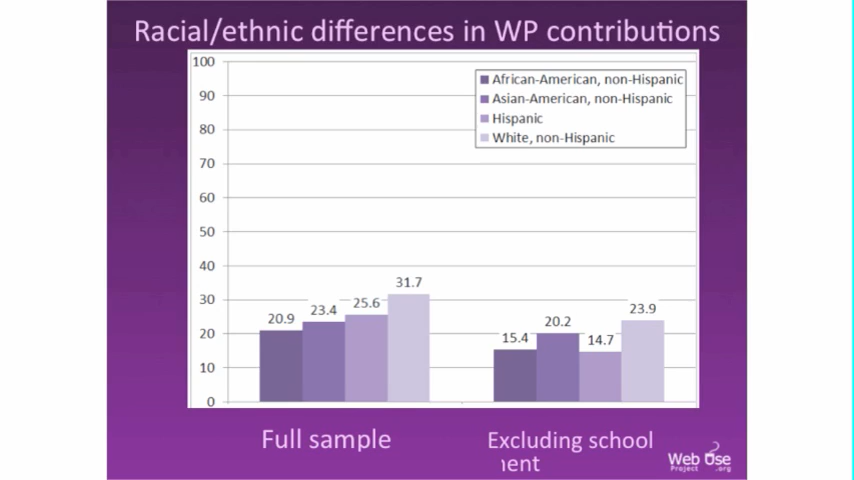 Racial/ethnic differences in WP contributions
100
90
80
70
60
50
40
30
20
10
0
African-American, non-Hispanic
Asian-American, non-Hispanic
Hispanic
White, non-Hispanic
20.9
23.4
25.6
31.7
15.4
20.2
14.7
23.9
Full sample
Excluding school
Web Use
Project .org